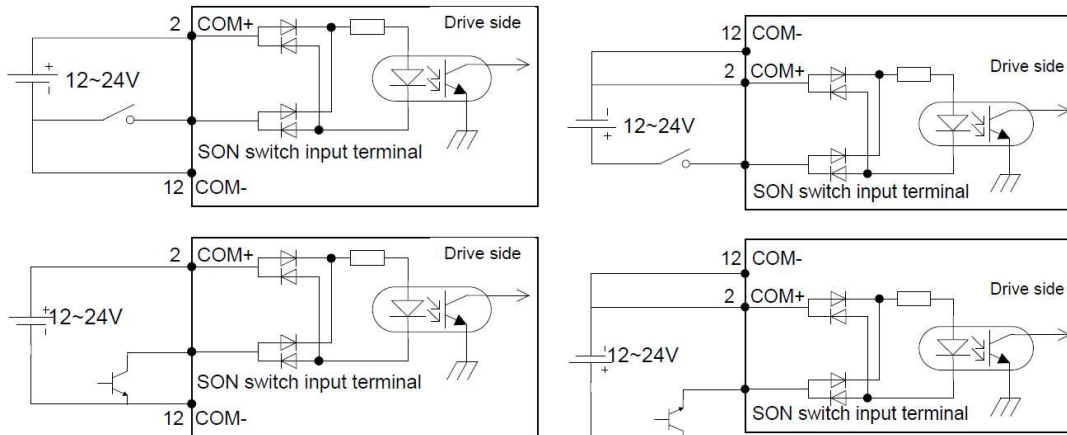 2 COM+ Drive side
+
12~24V
SON switch input terminal
12 COM-
12 COM-
2 COM+ Drive side
12~24V
+
SON switch input terminal
2 COM+ Drive side
+
12~24V
SON switch input terminal
12 COM-
12 COM-
2 COM+ Drive side
12~24V
+
SON switch input terminal